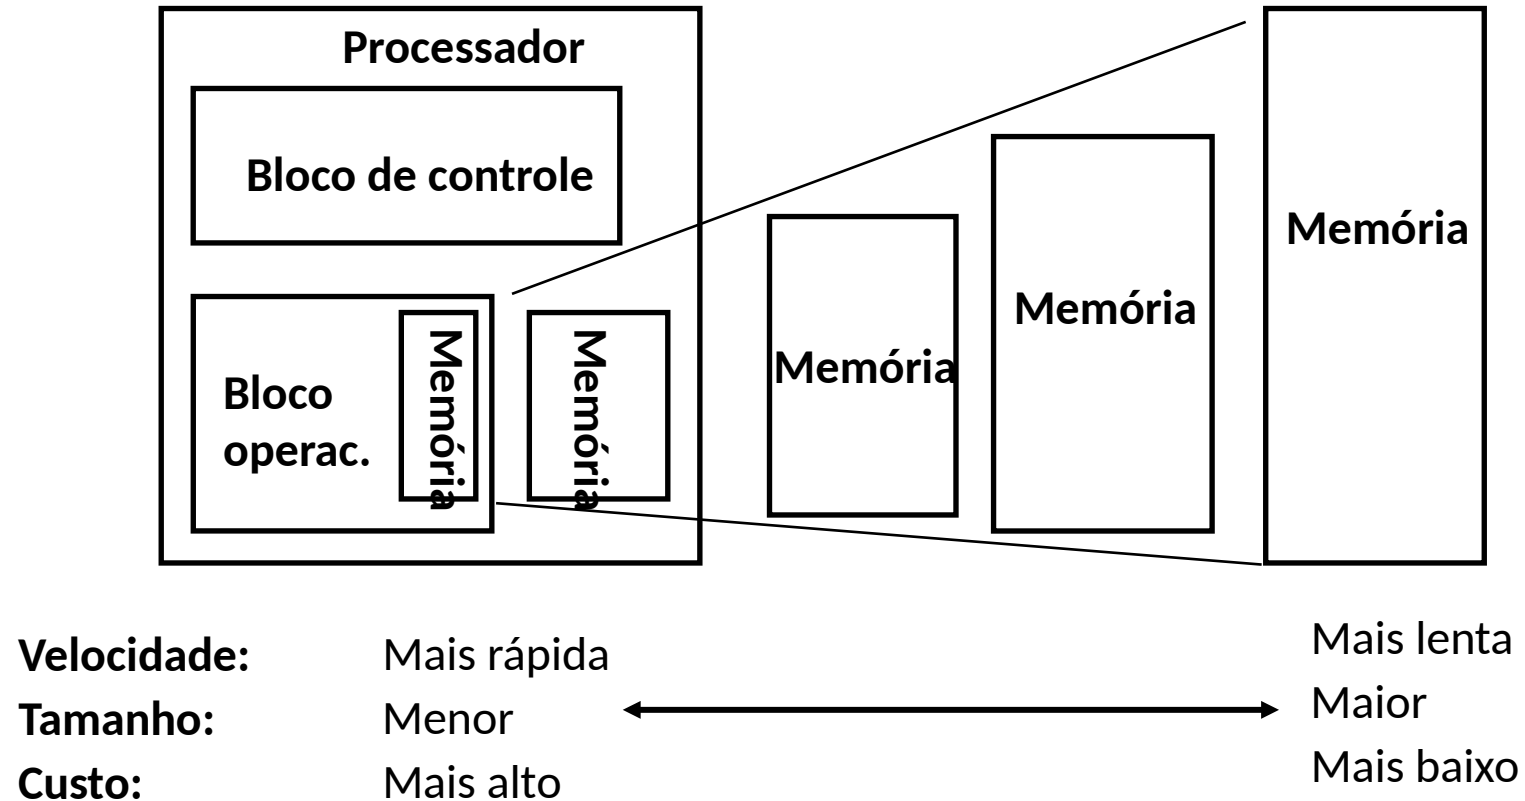 Processador
Bloco de controle
Bloco
operac.
Memória
Memória
Memória
Memória
Memória
Velocidade: Mais rápida Mais lenta
Tamanho: Menor Maior
Custo: Mais alto Mais baixo